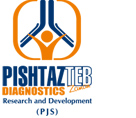 PISHTAZTEB
DIAGNOSTICS
Research and Development
(PJS)